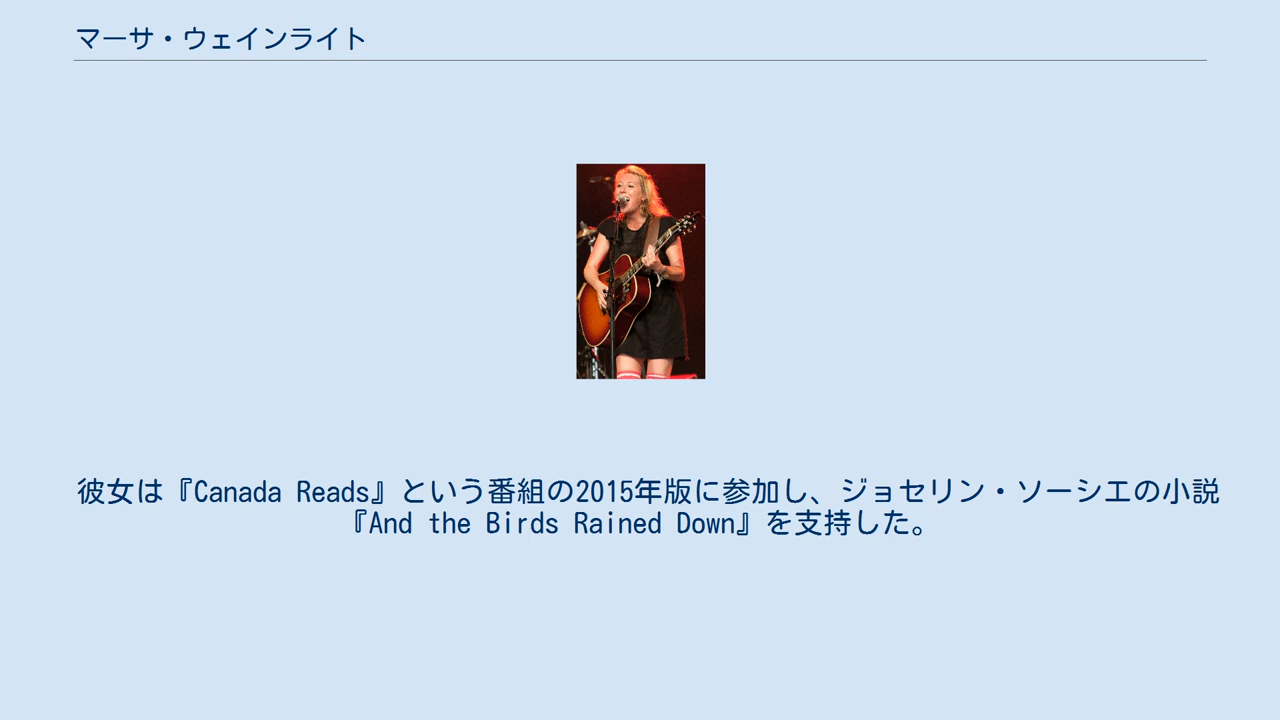 マーサ・ウェインライト
彼女は『Canada Reads』という番組の2015年版に参加し、ジョセリン・ソーシエの小説
『And the Birds Rained Down』を支持した。